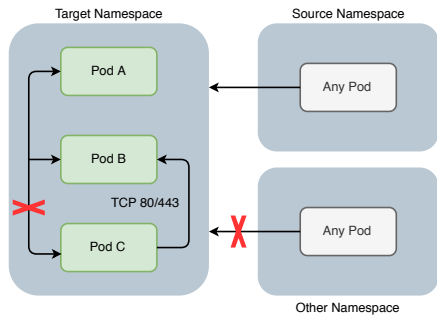 Target Namespace
Source Namespace
Pod A
Any Pod
Pod B
TCP 80/443
Pod C
Any Pod
Other Namespace